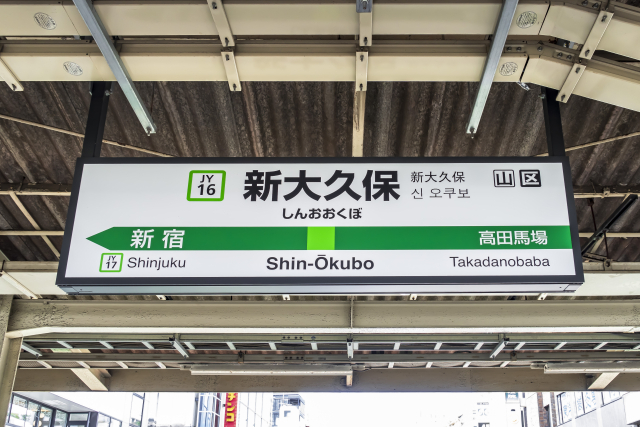 JY
16
新大久保
新大久保
신 오쿠보
山区
しんおおくぼ
新宿
高田馬場
JY
17
Shinjuku
Shin-Ōkubo
Takadanobaba